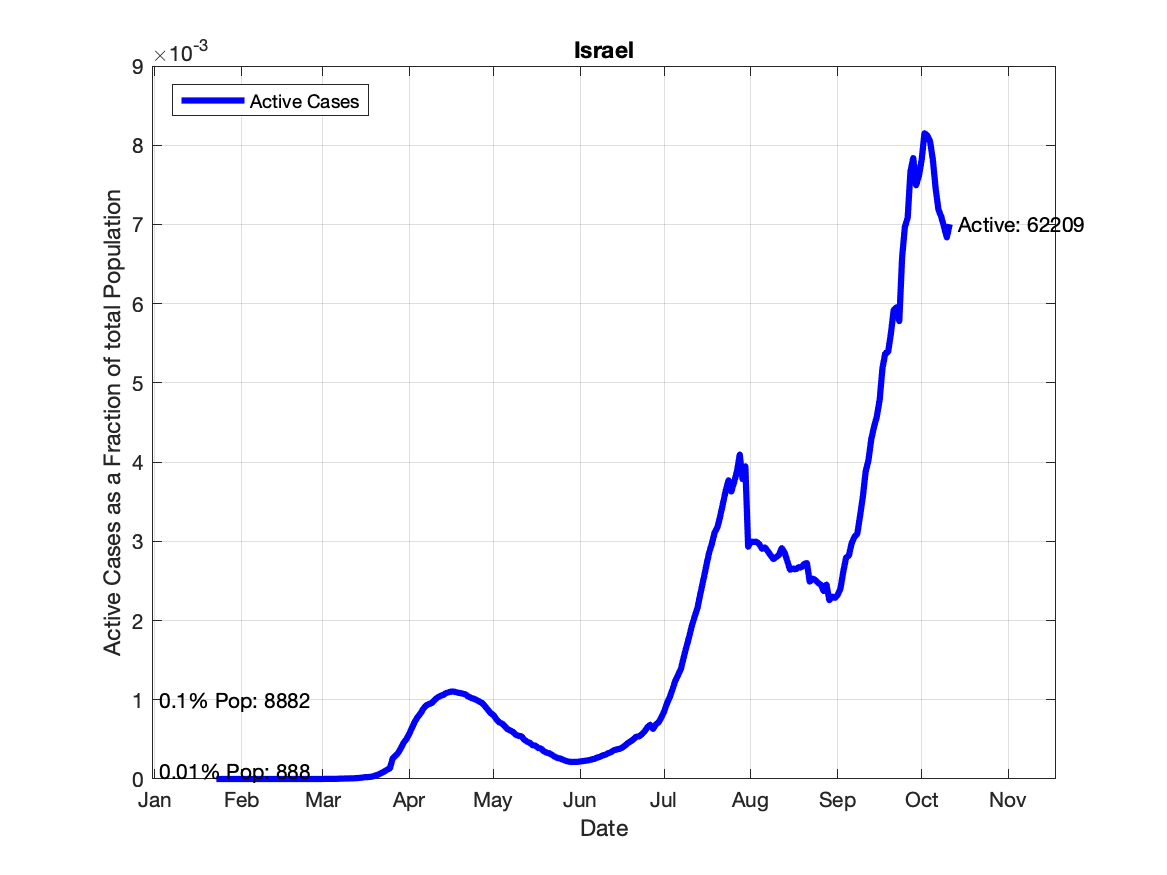 Israel
×10-3
Active Cases
9
8
7
6
5
4
3
2
1
0
Active Cases as a Fraction of total Population
Active: 62209
0.1% Pop: 8882
0.01% Pop: 888
Jan Feb Mar Apr May Jun Jul Aug Sep Oct Nov
Date